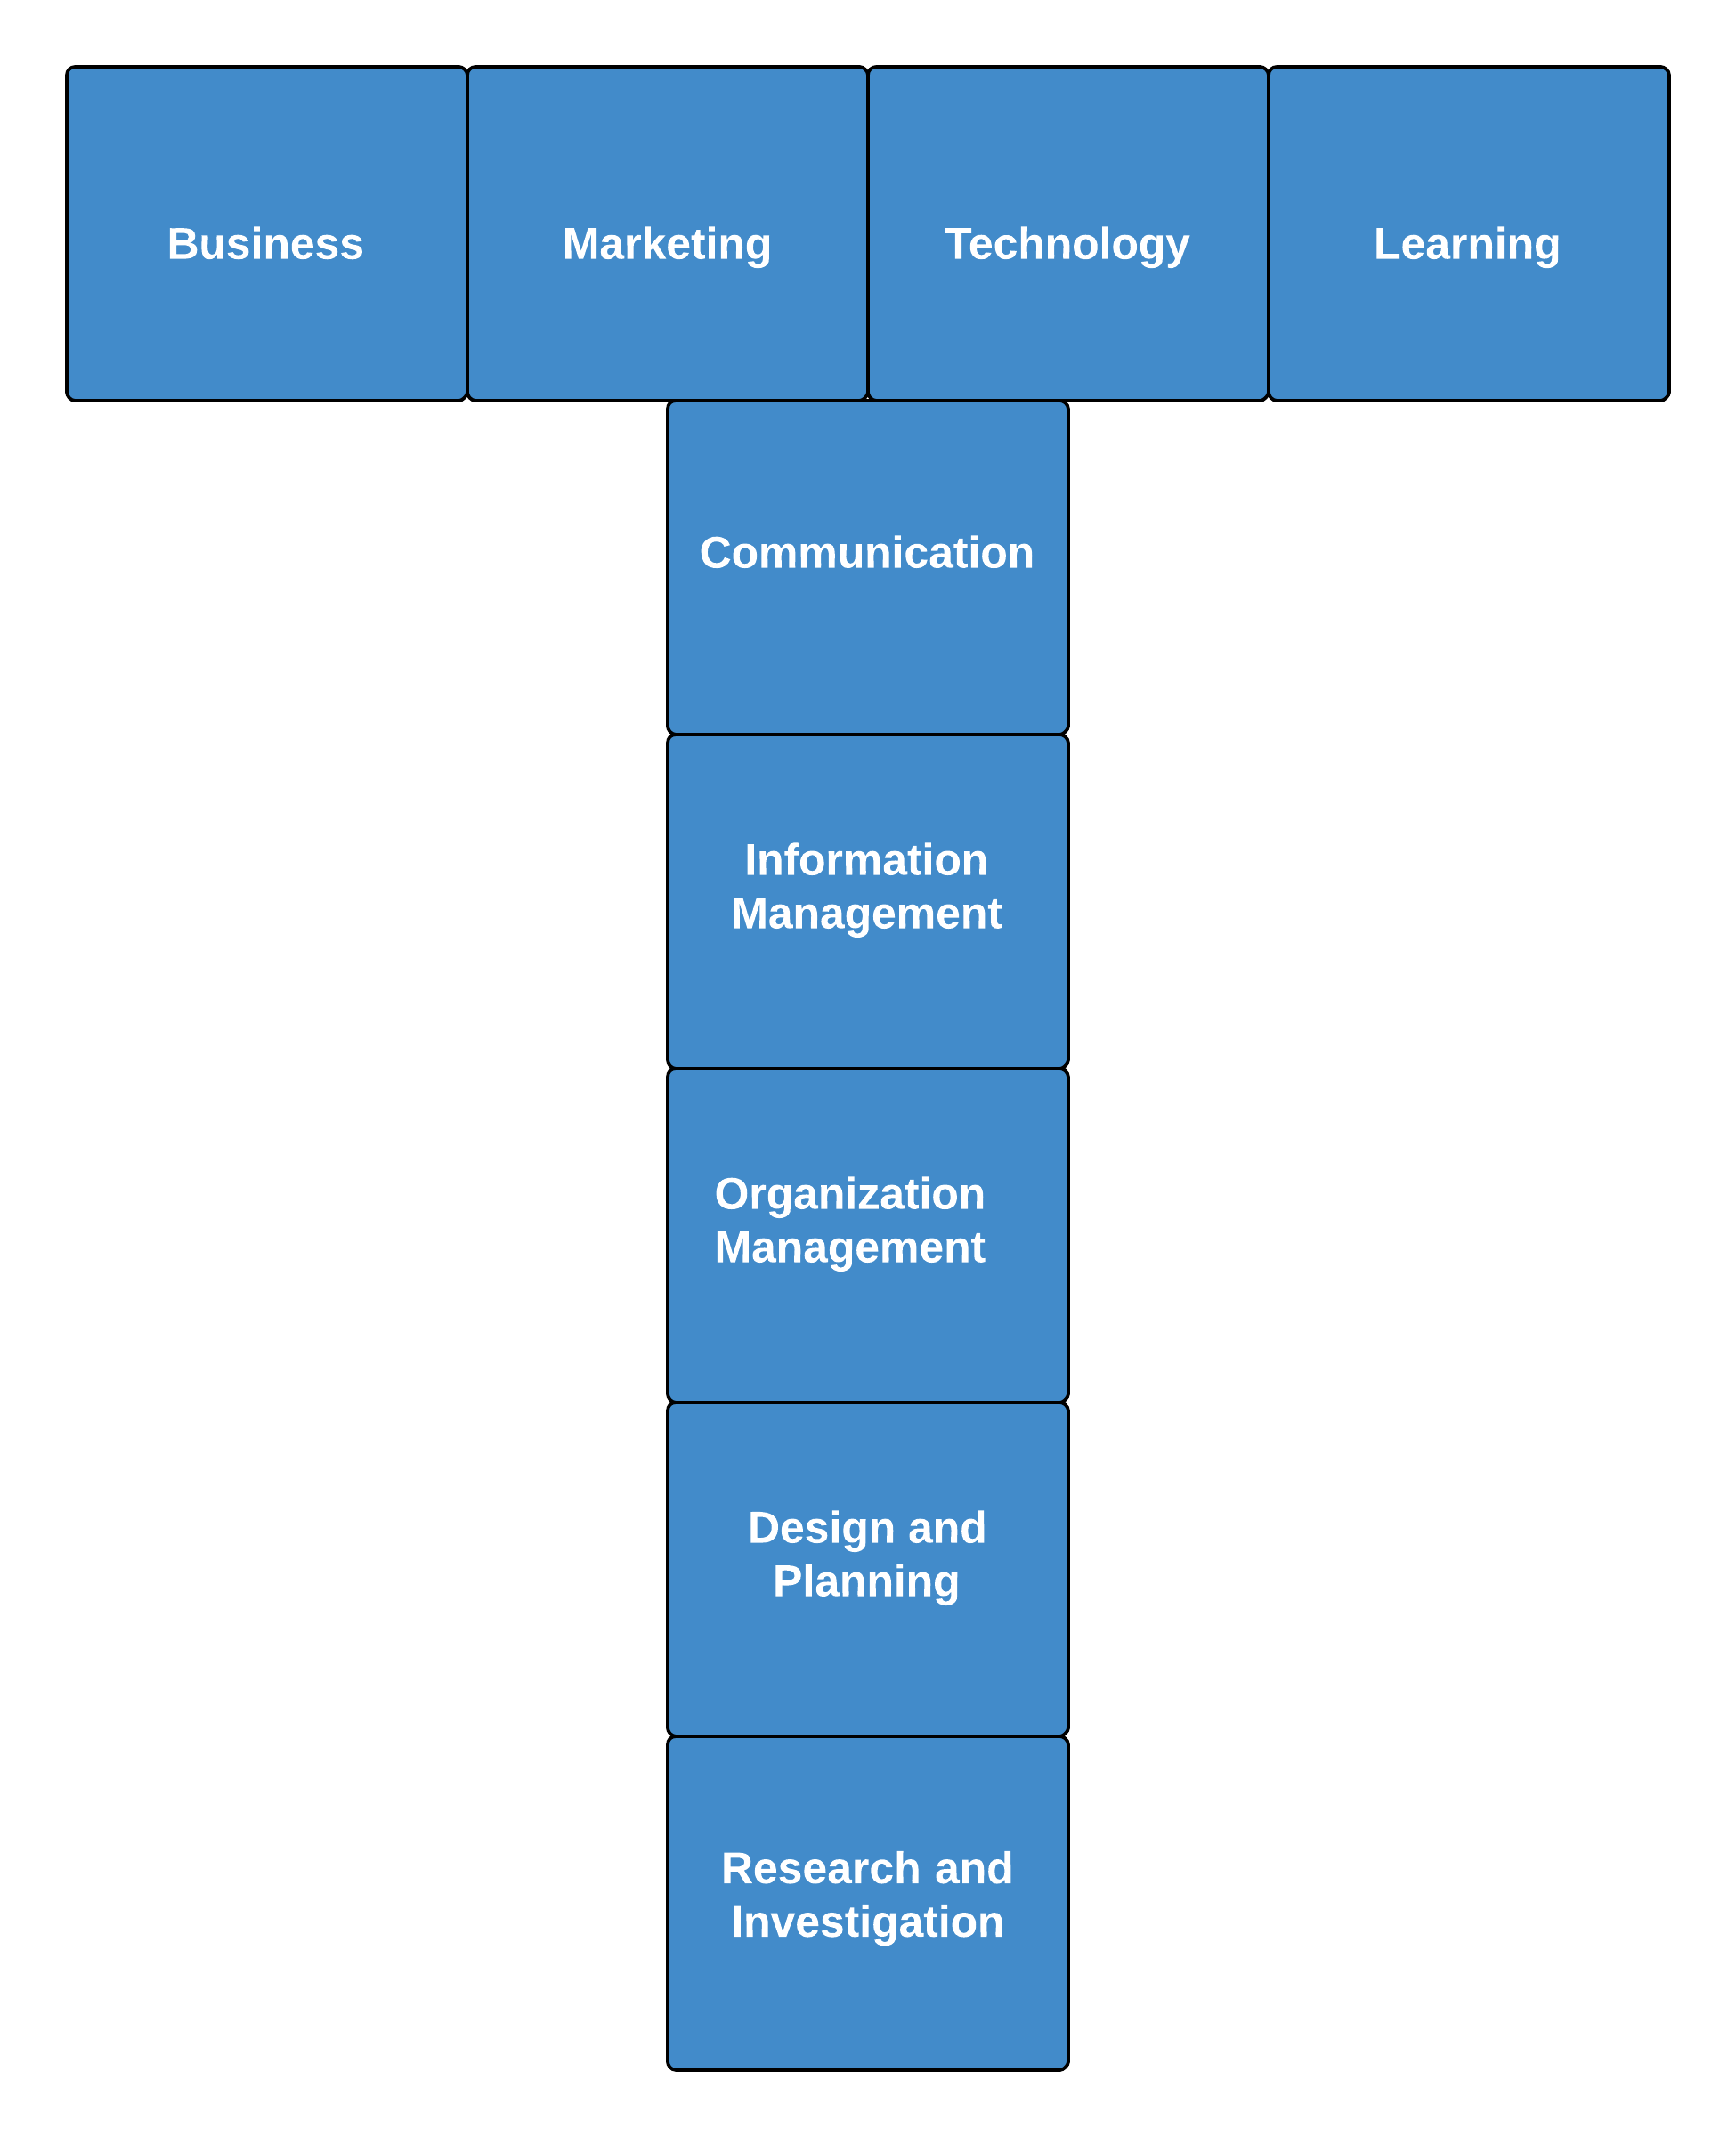 Business
Marketing
Technology
Learning
Communication
Information
Management
Organization
Management
Design and
Planning
Research and
Investigation